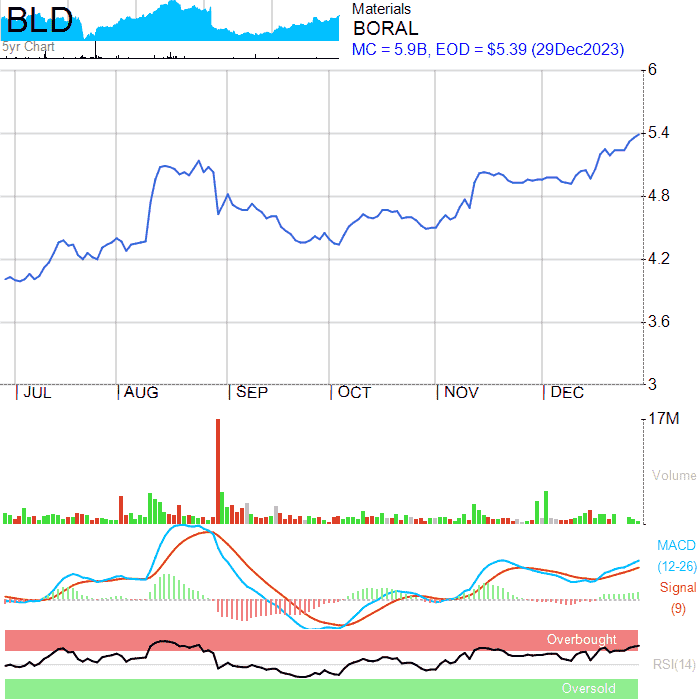 BLD
5yr Chart
Materials
BORAL
MC = 5.9B, EOD = $5.39 (29Dec2023)
6
5.4
4.8
4.2
3.6
3
JUL AUG SEP OCT NOV DEC
17M
Volume
MACD
(12-26)
Signal
(9)
Overbought
RSI(14)
Oversold